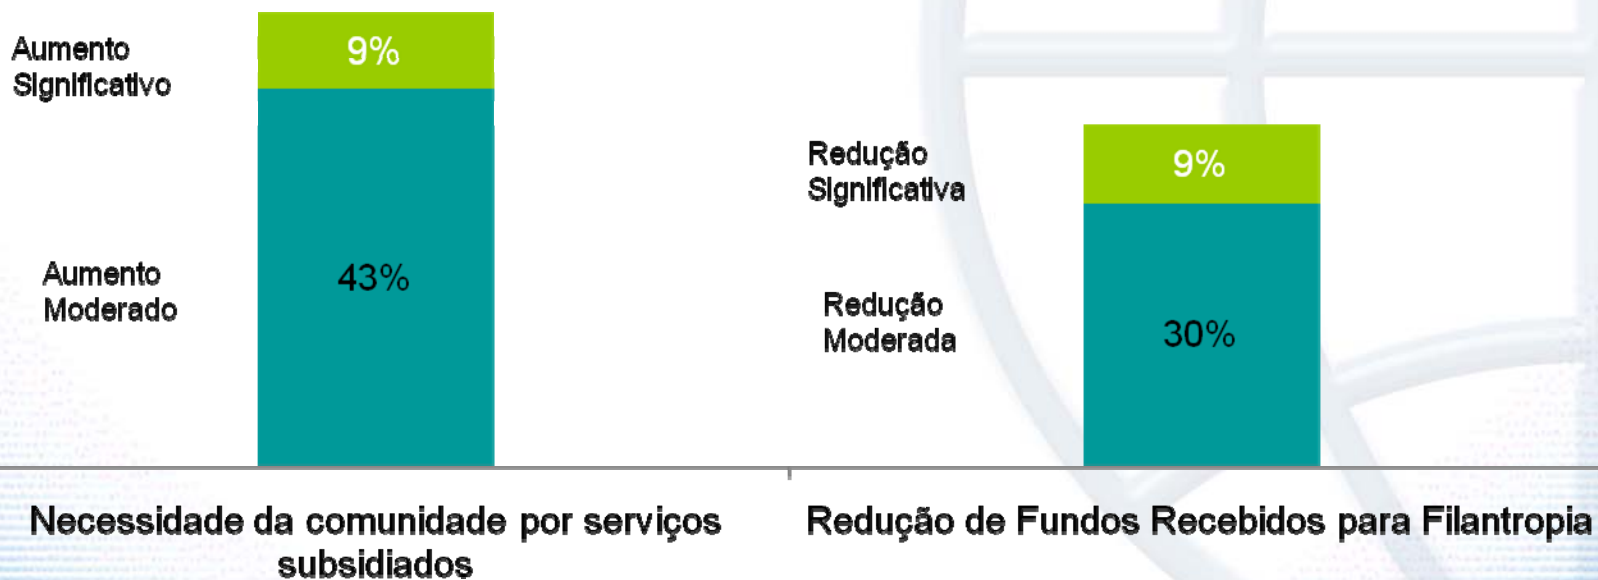 Aumento
Significativo
9%
Aumento
Moderado
43%
Necessidade da comunidade por serviços
subsidiados
Redução
Significativa
9%
Redução
Moderada
30%
Redução de Fundos Recebidos para Filantropia